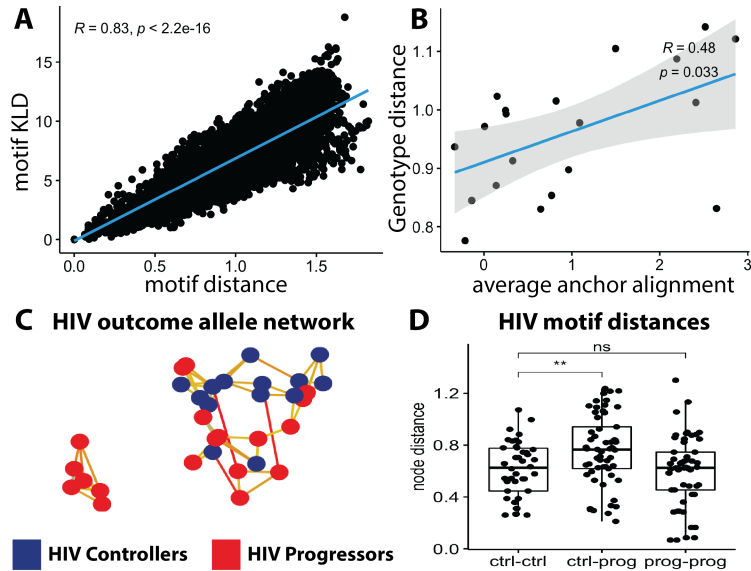 A
R = 0.83, p < 2.2e-16
motif KLD
15
10
5
0
0.0 0.5 1.0 1.5
motif distance
B
R = 0.48
p = 0.033
Genotype distance
1.1
1.0
0.9
0.8
0 1 2 3
average anchor alignment
C HIV outcome allele network
HIV Controllers HIV Progressors
D HIV motif distances
ns
**
node distance
1.2
0.8
0.4
0.0
ctrl-ctrl ctrl-prog prog-prog